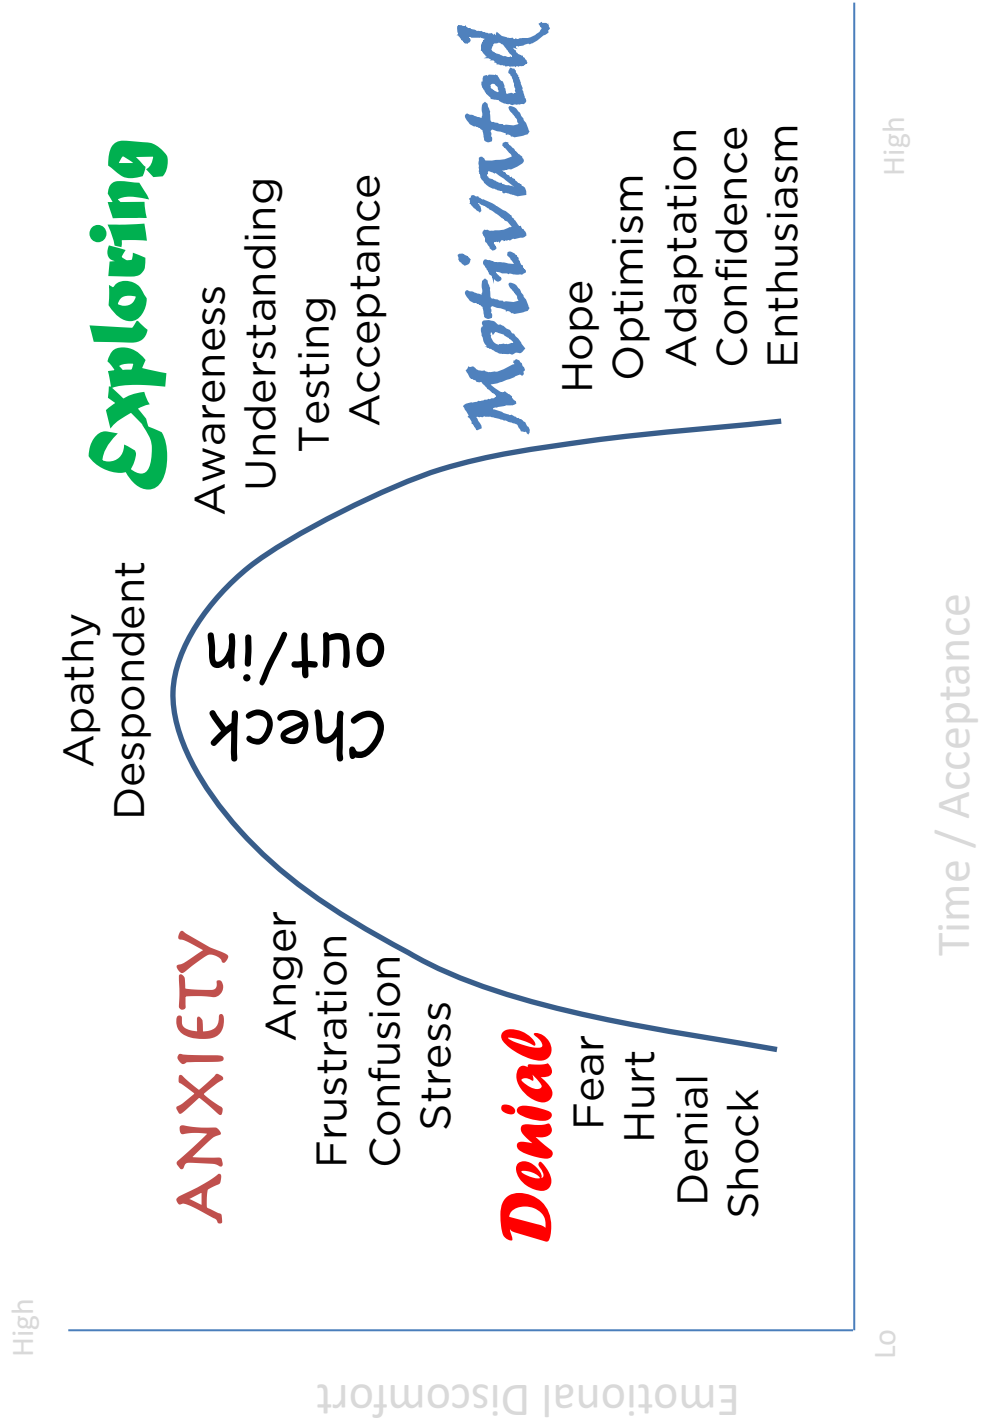 Apathy
Despondent
Exploring
Awareness
Understanding
Testing
Acceptance
ANXIETY
Anger
Frustration
Confusion
Stress
Check
out/in
Denial
Fear
Hurt
Denial
Shock
Motivated
Hope
Optimism
Adaptation
Confidence
Enthusiasm
High
Emotional Discomfort
Lo
High
Time / Acceptance